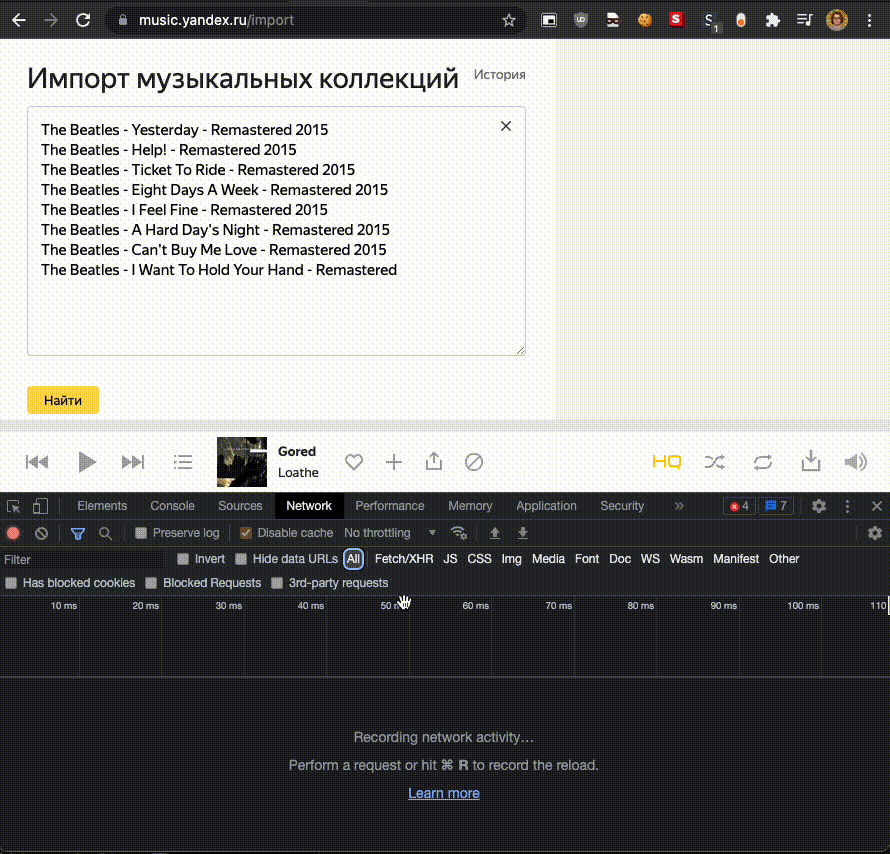 music.yandex.ru/import
1
Импорт музыкальных коллекций
История
The Beatles - Yesterday - Remastered 2015
The Beatles - Help! - Remastered 2015
The Beatles - Ticket To Ride - Remastered 2015
The Beatles - Eight Days A Week - Remastered 2015
The Beatles - I Feel Fine - Remastered 2015
The Beatles - A Hard Day's Night - Remastered 2015
The Beatles - Can't Buy Me Love - Remastered 2015
The Beatles - I Want To Hold Your Hand - Remastered
Найти
Gored
Loathe
HQ
Elements Console Sources Network Performance Memory Application Security » 4 7
Preserve log Disable cache No throttling
Filter Invert Hide data URLs All Fetch/XHR JS CSS Img Media Font Doc WS Wasm Manifest Other
Has blocked cookies Blocked Requests 3rd-party requests
10 ms 20 ms 30 ms 40 ms 50 60 ms 70 ms 80 ms 90 ms 100 ms 110
Recording network activity…
Perform a request or hit ⌘ R to record the reload.
Learn more